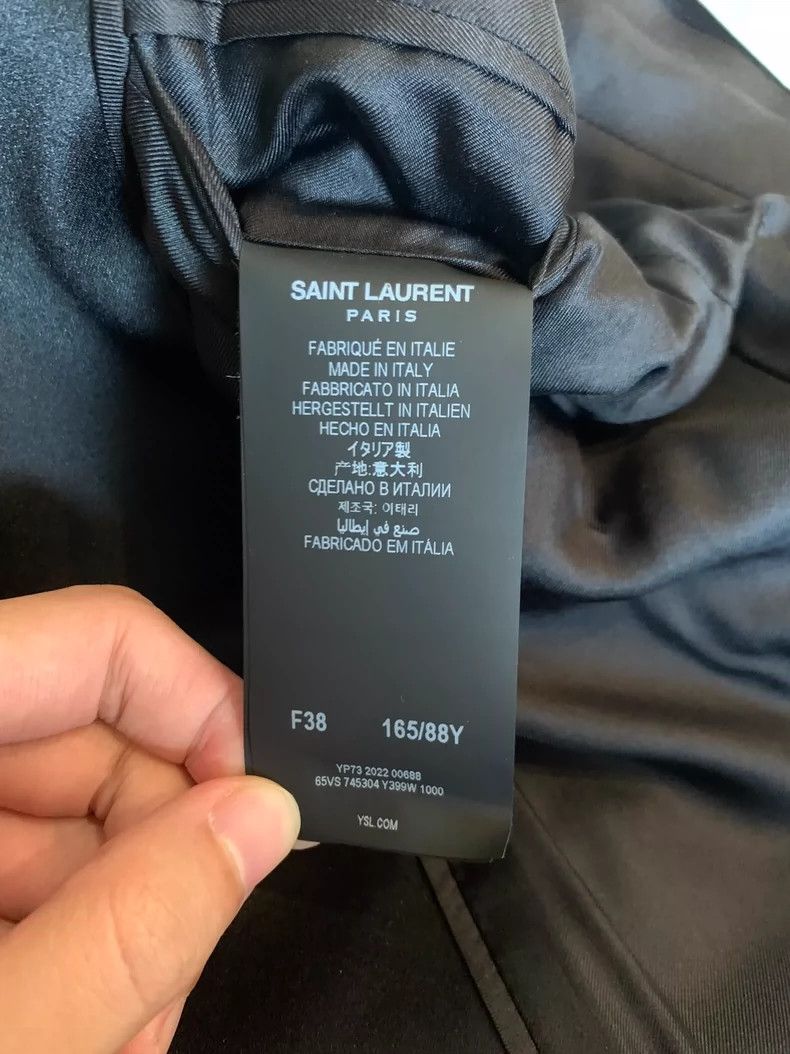 SAINT LAURENT
PARIS
FABRIQUÉ EN ITALIE
MADE IN ITALY
FABBRICATO IN ITALIA
HERGESTELLT IN ITALIEN
HECHO EN ITALIA
イタリア製
产地:意大利
СДЕЛАНО В ИТАЛИИ
제조국: 이태리
صنع في إيطاليا
FABRICADO EM ITÁLIA
F38 165/88Y
YP73 2022 00688
65VS 745304 Y399W 1000
YSL.COM